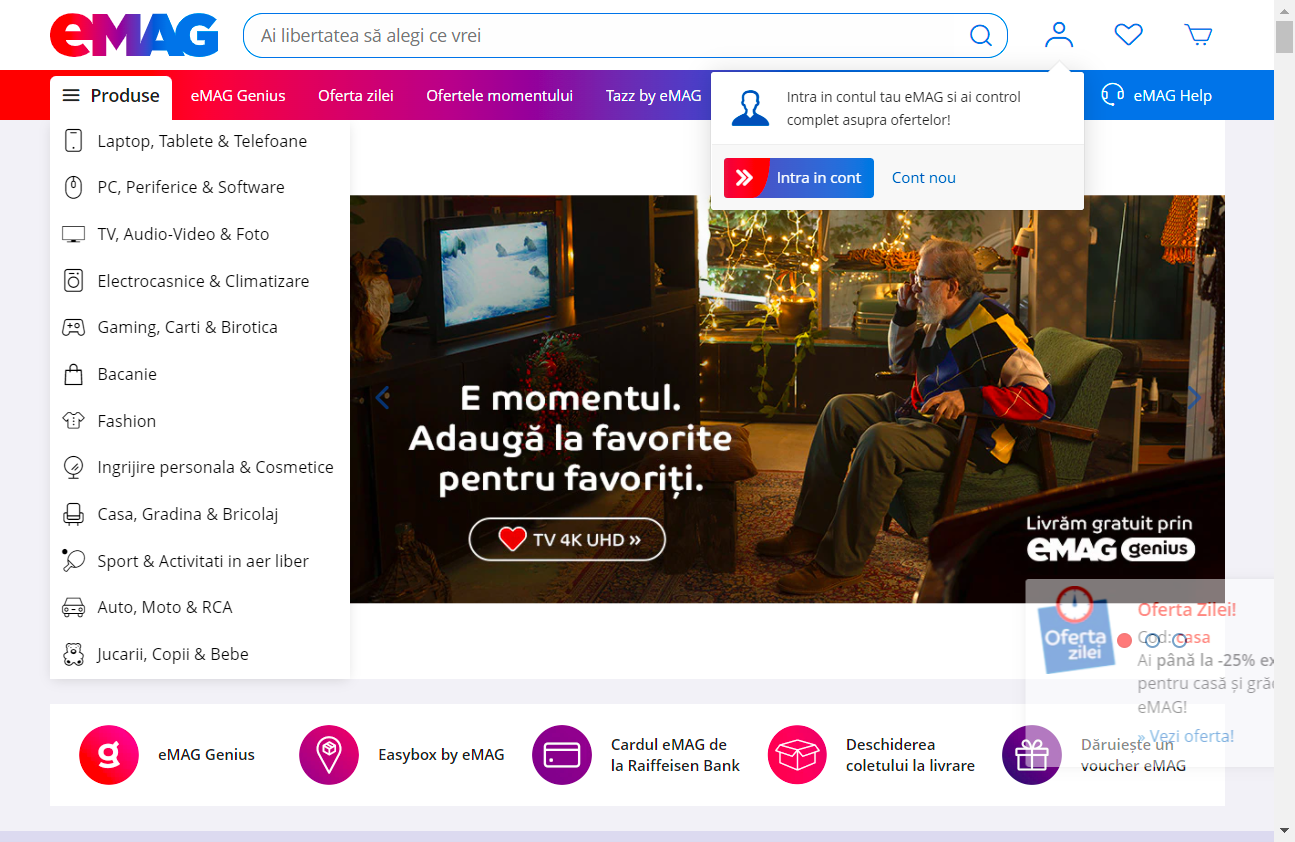 eMAG
Ai libertatea să alegi ce vrei
Produse
eMAG Genius
Oferta zilei
Ofertele momentului
Tazz by eMAG
eMAG Help
Intra in contul tau eMAG si ai control
complet asupra ofertelor!
Intra in cont
Cont nou
Laptop, Tablete & Telefoane
PC, Periferice & Software
TV, Audio-Video & Foto
Electrocasnice & Climatizare
Gaming, Carti & Birotica
Bacanie
Fashion
Ingrijire personala & Cosmetice
Casa, Gradina & Bricolaj
Sport & Activitati in aer liber
Auto, Moto & RCA
Jucarii, Copii & Bebe
E momentul.
Adaugă la favorite
pentru favoriți.
TV 4K UHD »
Livrăm gratuit prin
eMAG genius
Oferta
zilei
Oferta Zilei!
Cod: casa
Ai până la -25% ex
pentru casă și
eMAG!
» Vezi oferta!
g
eMAG Genius
Easybox by eMAG
Cardul eMAG de
la Raiffeisen Bank
Deschiderea
coletului la livrare
Dăruiește un
voucher eMAG